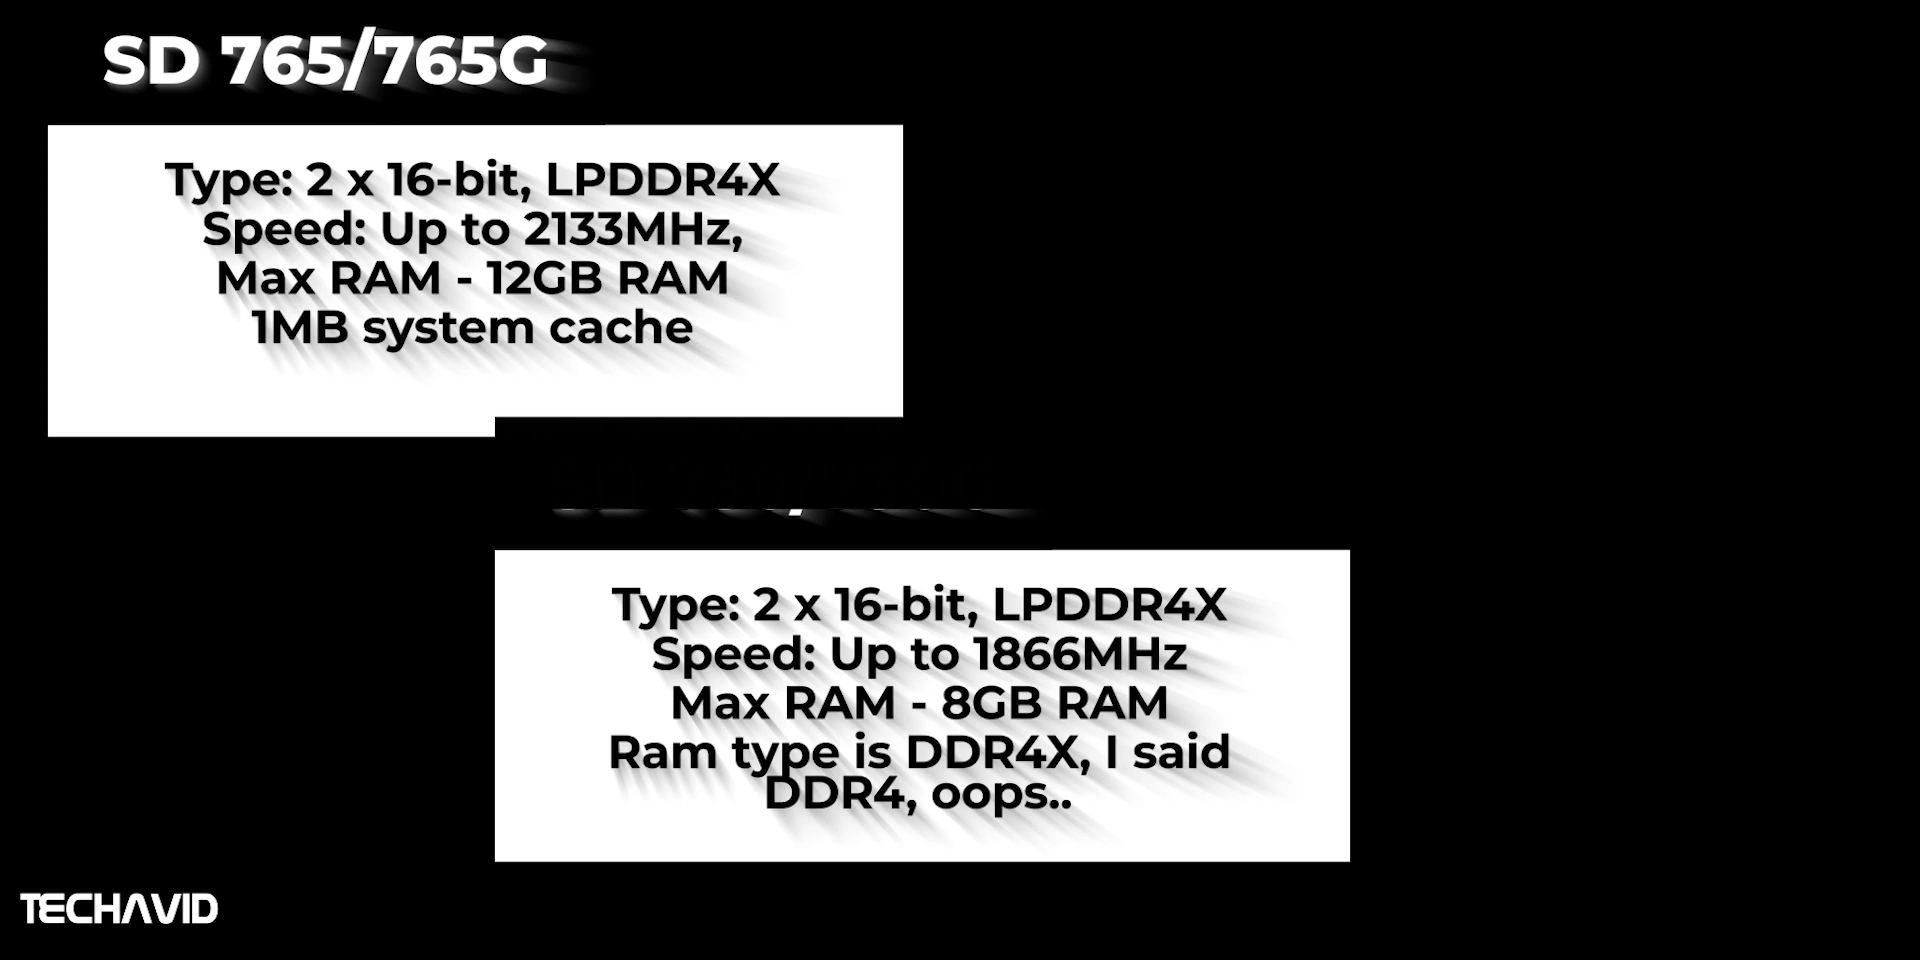 SD 765/765G
Type: 2 x 16-bit, LPDDR4X
Speed: Up to 2133MHz,
Max RAM - 12GB RAM
1MB system cache
Type: 2 x 16-bit, LPDDR4X
Speed: Up to 1866MHz
Max RAM - 8GB RAM
Ram type is DDR4X, I said
DDR4, oops..
TECHAVID